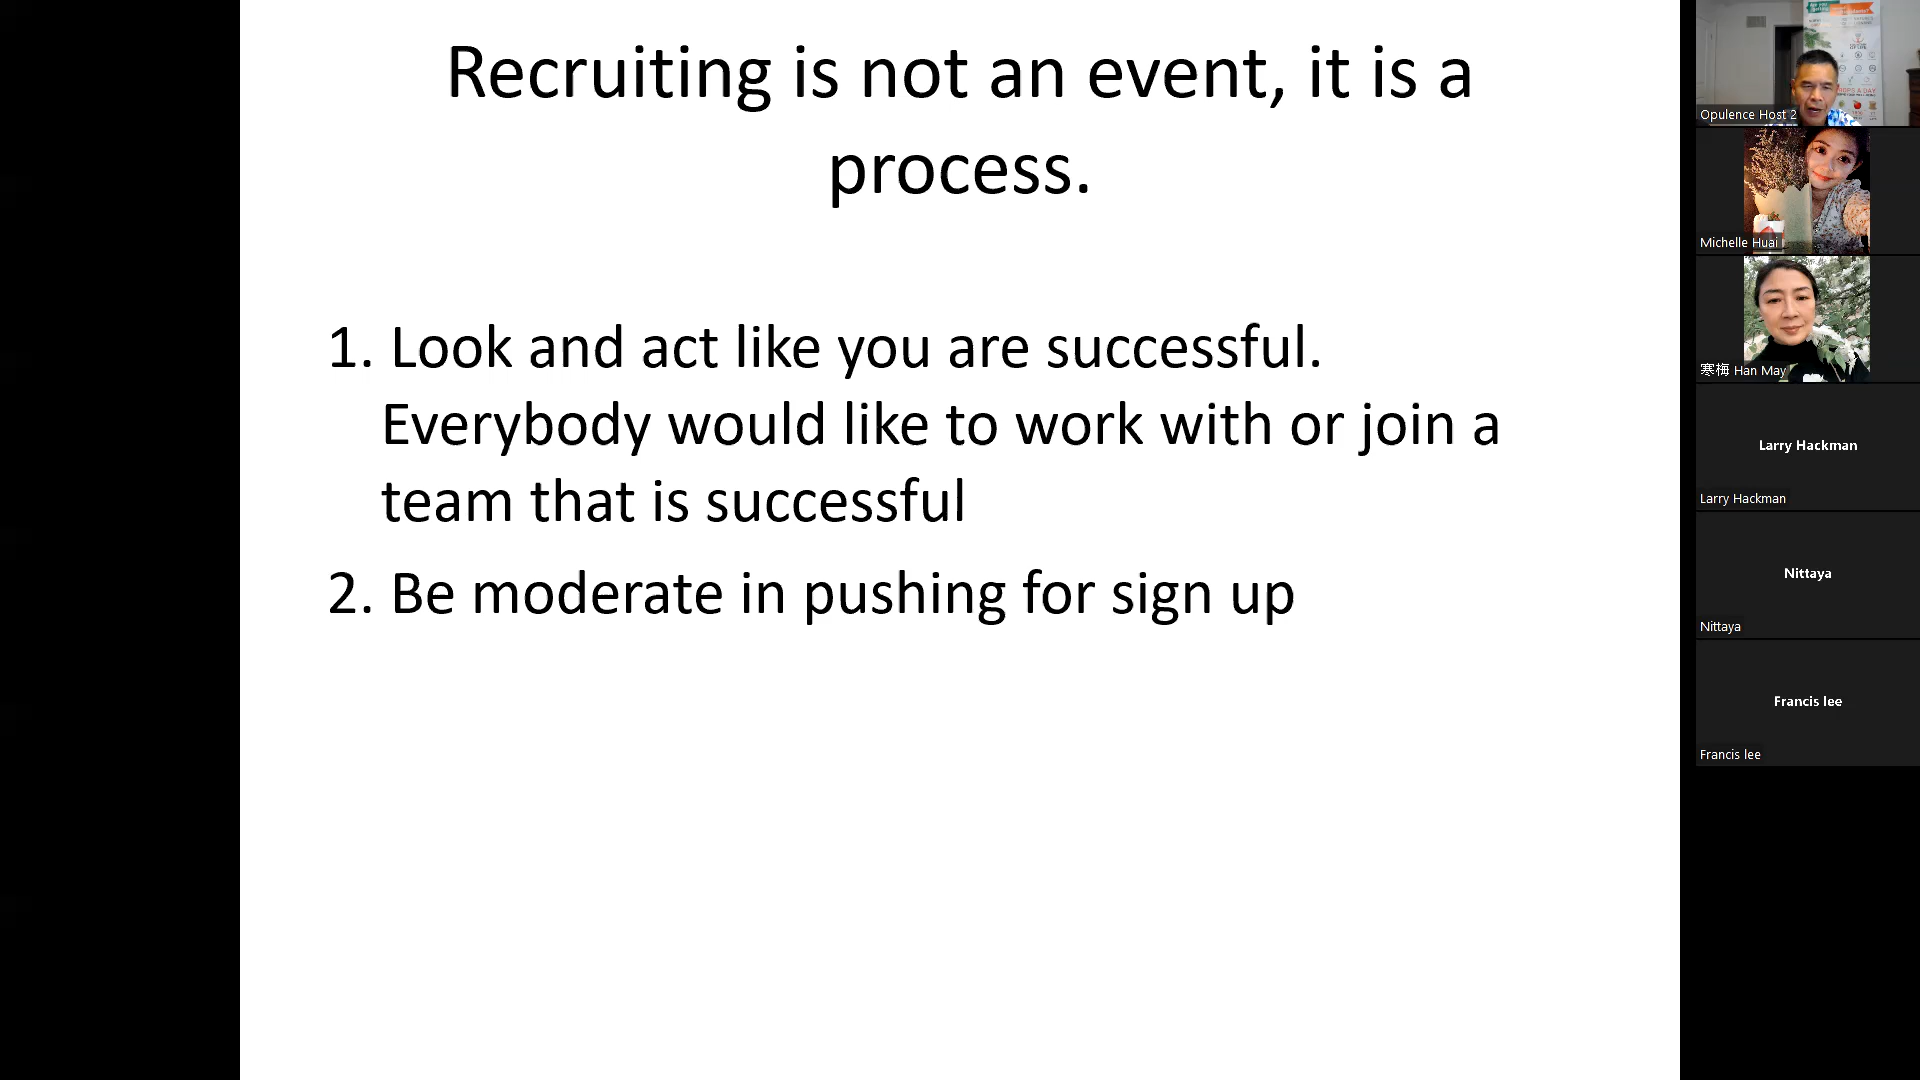 Recruiting is not an event, it is a
process.
1. Look and act like you are successful.
Everybody would like to work with or join a
team that is successful
2. Be moderate in pushing for sign up
Opulence Host 2
Michelle Huai
寒梅 Han May
Larry Hackman
Larry Hackman
Nittaya
Nittaya
Francis lee
Francis lee